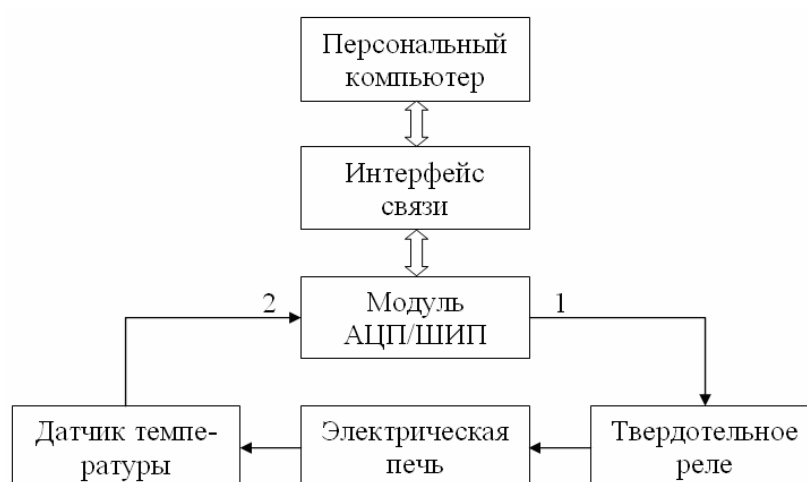 Персональный
компьютер
Интерфейс
связи
2
Модуль
АЦП/ШИП
1
Датчик темпе-
ратуры
Электрическая
печь
Твердотельное
реле